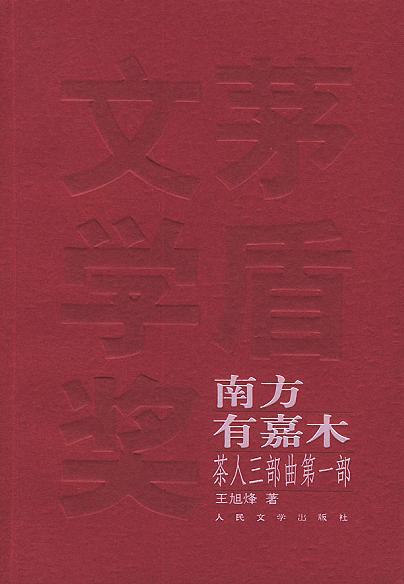 茅盾
文学奖
南方
有嘉木
茶人三部曲第一部
王旭烽 著
人民文学出版社